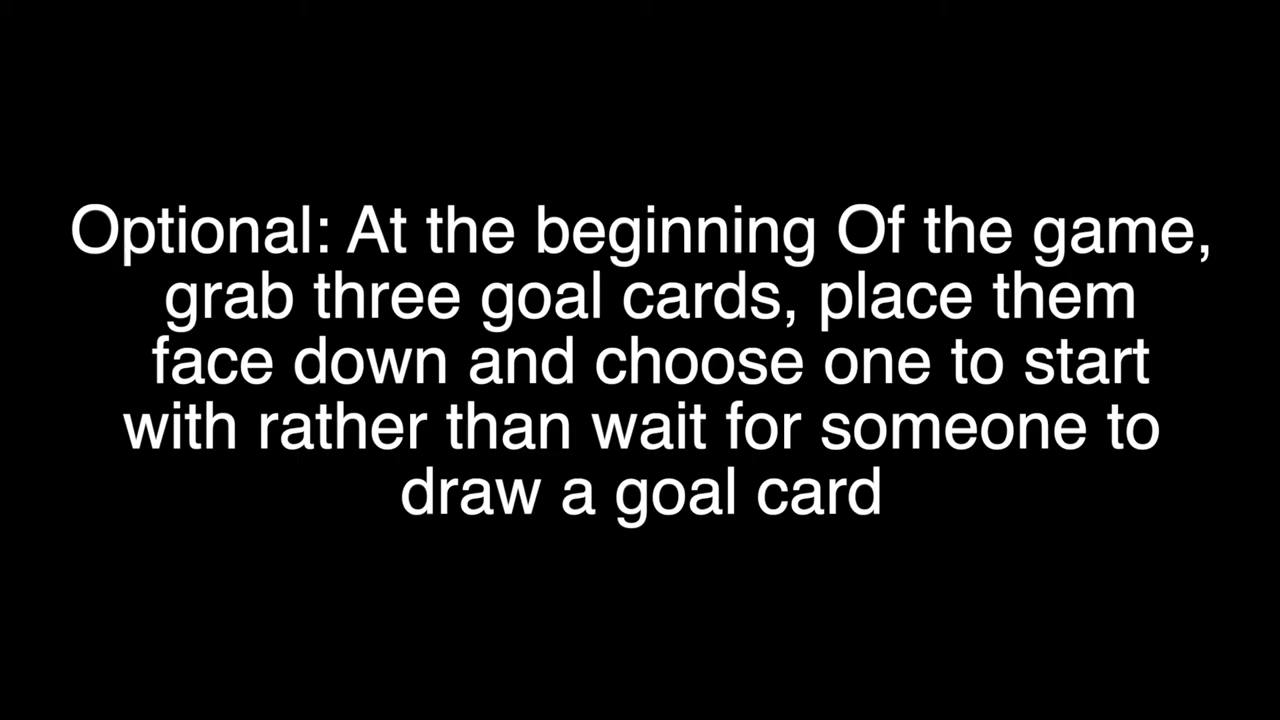 Optional: At the beginning Of the game,
grab three goal cards, place them
face down and choose one to start
with rather than wait for someone to
draw a goal card